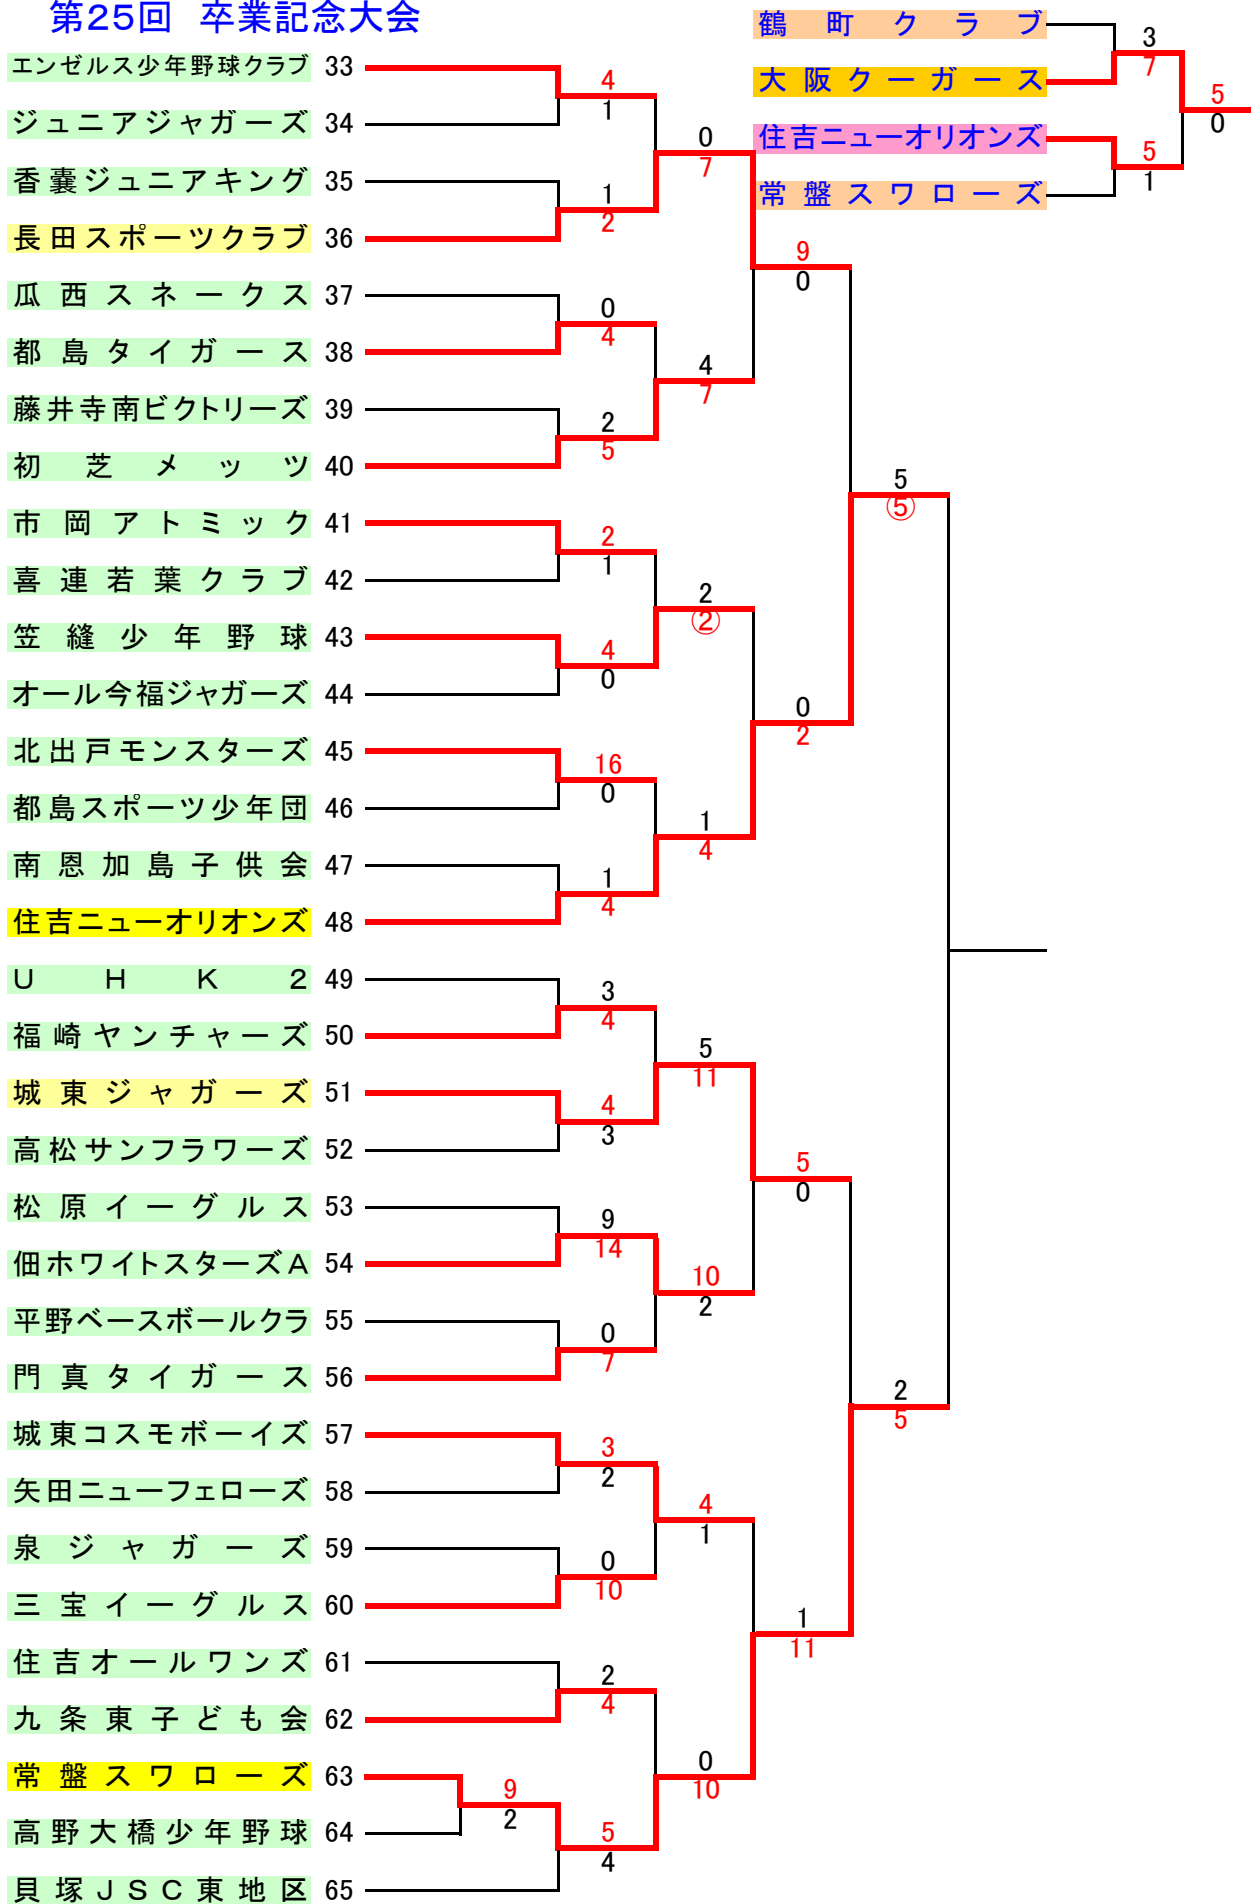 第25回 卒業記念大会
鶴町クラブ
3
7
大阪クーガース
5
0
住吉ニューオリオンズ
5
1
常盤スワローズ
エンゼルス少年野球クラブ 33
4
1
ジュニアジャガーズ 34
0
7
香蓑ジュニアキング 35
1
2
長田スポーツクラブ 36
9
0
瓜西スネークス 37
0
4
都島タイガース 38
4
7
藤井寺南ビクトリーズ 39
2
5
初芝メッツ 40
5
⑤
市岡アトミック 41
2
1
喜連若葉クラブ 42
2
②
笠縫少年野球 43
4
0
オール今福ジャガーズ 44
0
2
北出戸モンスターズ 45
16
0
都島スポーツ少年団 46
1
4
南恩加島子供会 47
1
4
住吉ニューオリオンズ 48
UHK2 49
3
4
福崎ヤンチャーズ 50
5
11
城東ジャガーズ 51
4
3
高松サンフラワーズ 52
5
0
松原イーグルス 53
9
14
佃ホワイトスターズA 54
10
2
平野ベースボールクラ 55
0
7
門真タイガース 56
2
5
城東コスモボーイズ 57
3
2
矢田ニューフェローズ 58
4
1
泉ジャガーズ 59
0
10
三宝イーグルス 60
1
11
住吉オールワンズ 61
2
4
九条東子ども会 62
0
10
常盤スワローズ 63
9
2
高野大橋少年野球 64
5
4
貝塚JSC東地区 65